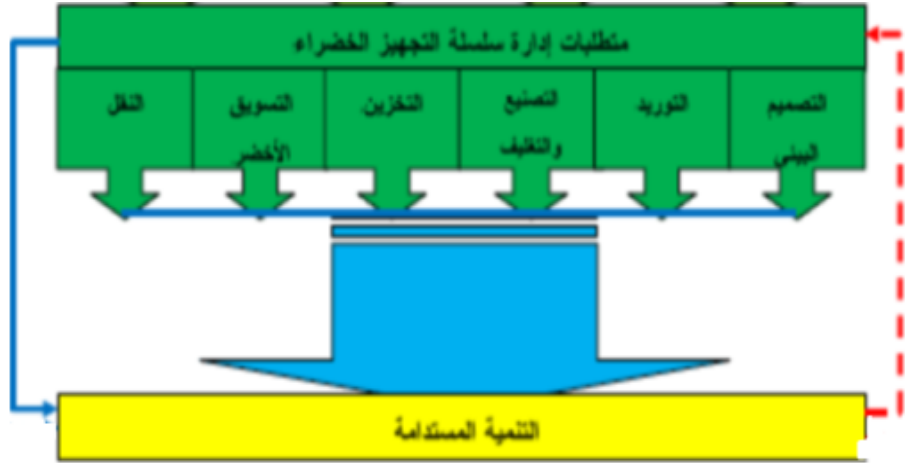 متطلبات إدارة سلسلة التجهيز الخضراء
التصميم
البيئي
التوريد
التصنيع
والتغليف
التخزين
التسويق
الأخضر
النقل
التنمية المستدامة